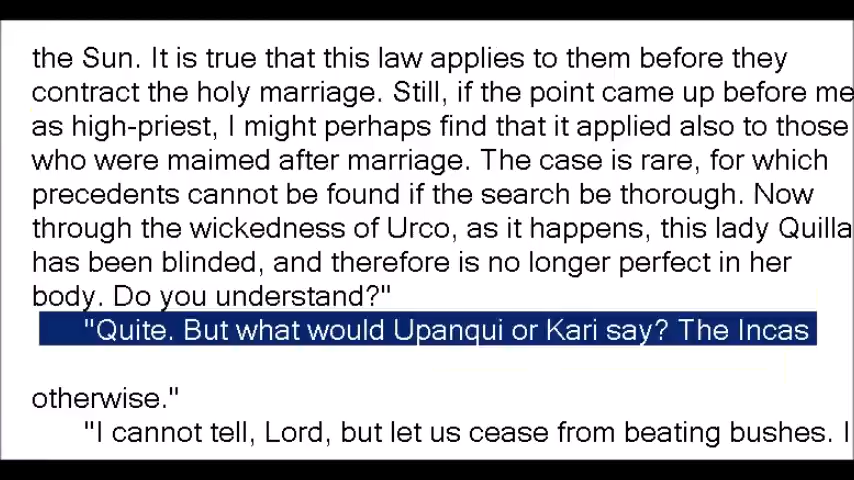 the Sun. It is true that this law applies to them before they
contract the holy marriage. Still, if the point came up before me
as high-priest, I might perhaps find that it applied also to those
who were maimed after marriage. The case is rare, for which
precedents cannot be found if the search be thorough. Now
through the wickedness of Urco, as it happens, this lady Quilla
has been blinded, and therefore is no longer perfect in her
body. Do you understand?"
"Quite. But what would Upanqui or Kari say? The Incas
otherwise."
"I cannot tell, Lord, but let us cease from beating bushes. I